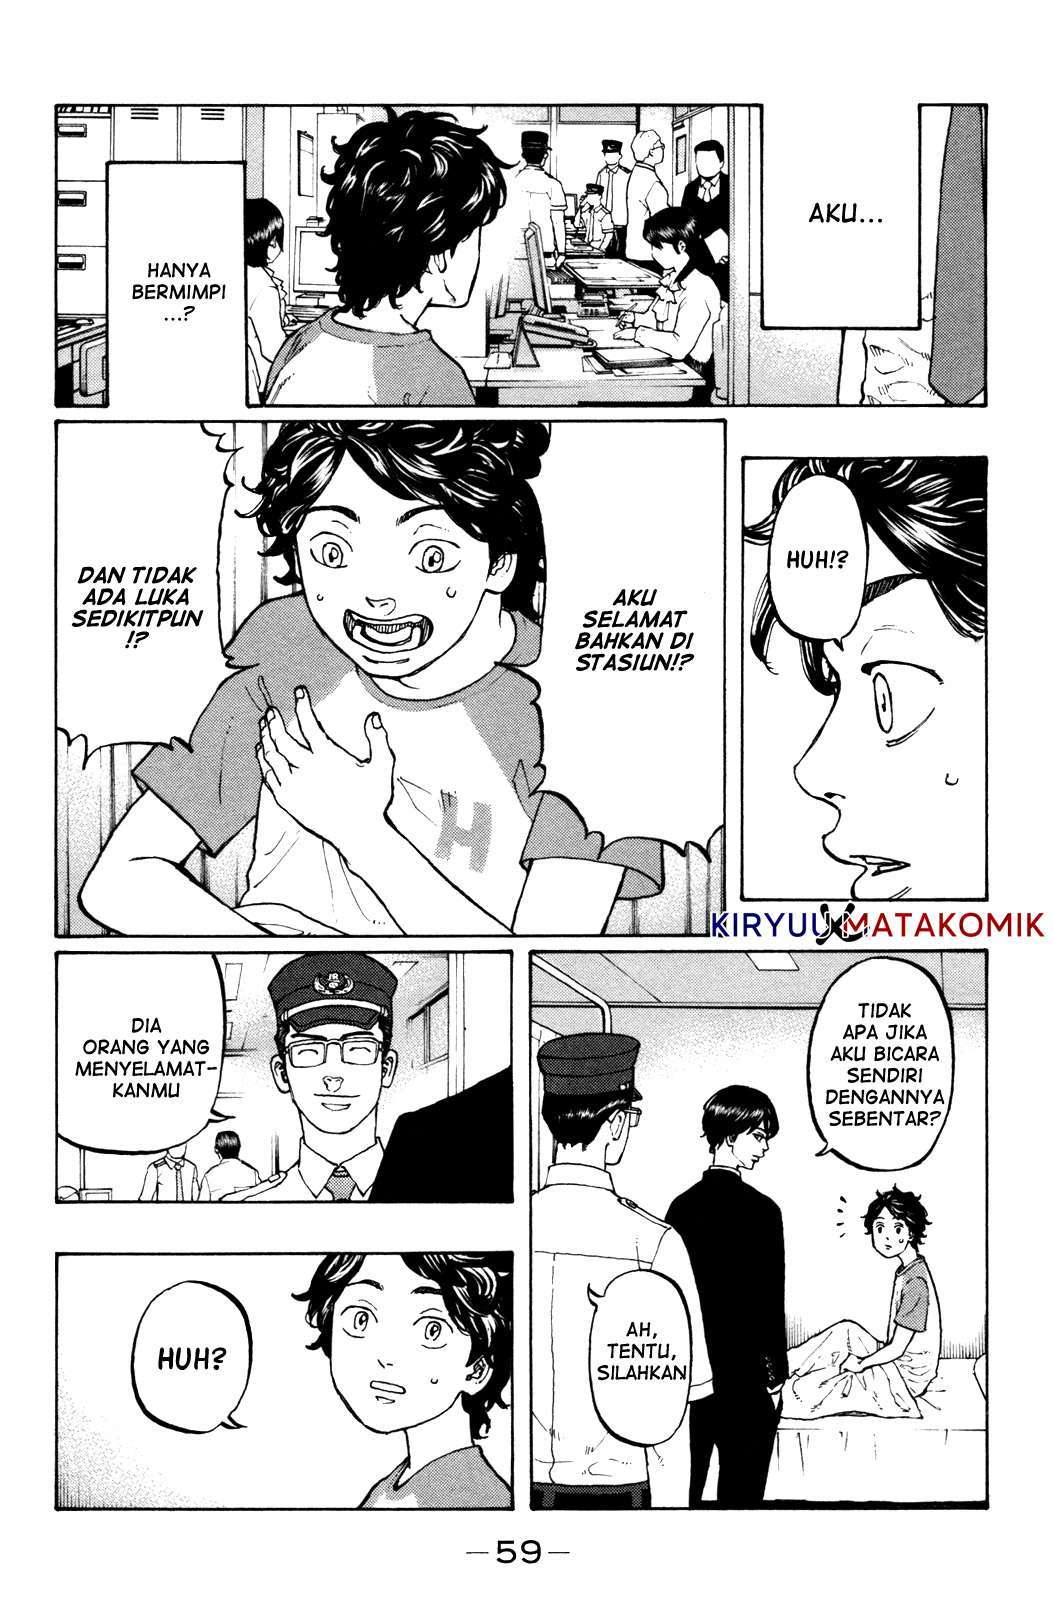 AKU...
HANYA
BERMIMPI
...?
HUH!?
AKU
SELAMAT
BAHKAN DI
STASIUN!?
DAN TIDAK
ADA LUKA
SEDIKITPUN
!?
H
KIRYUU X MATAKOMIK
DIA
ORANG YANG
MENYELAMAT-
KANMU
HUH?
TIDAK
APA JIKA
AKU BICARA
SENDIRI
DENGANNYA
SEBENTAR?
AH,
TENTU,
SILAHKAN
—59—